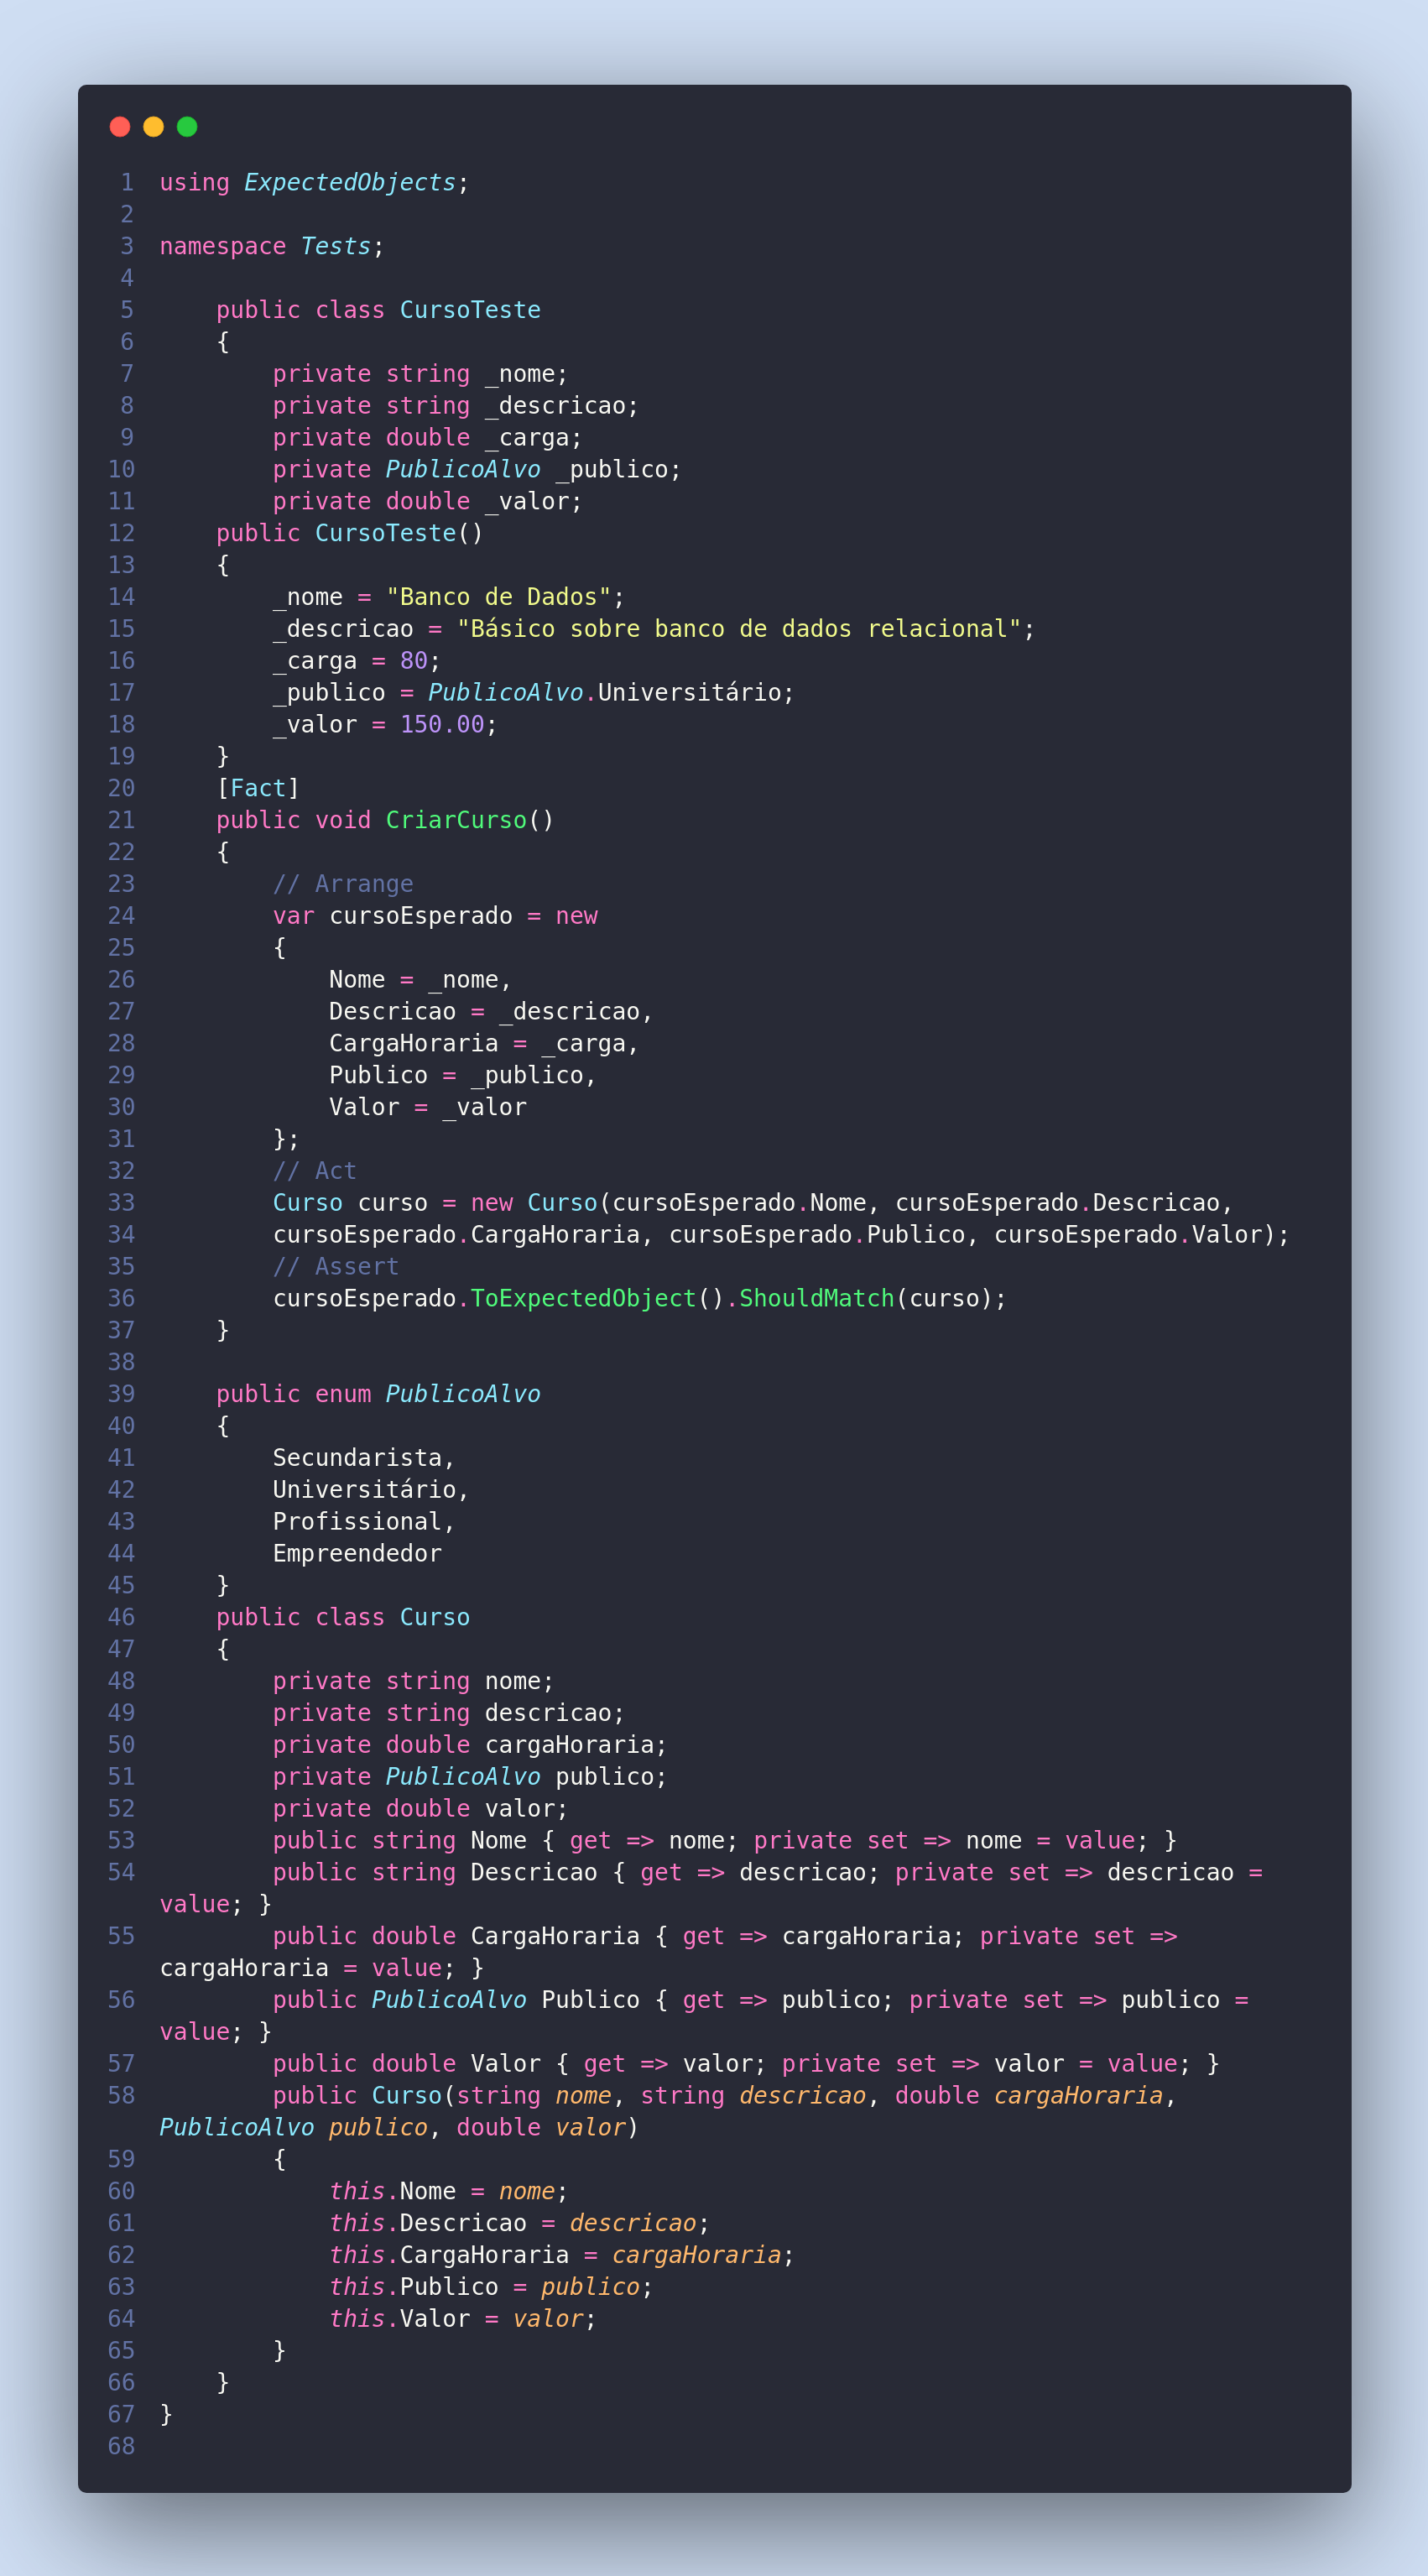 1 using ExpectedObjects;
2
3 namespace Tests;
4
5     public class CursoTeste
6     {
7         private string _nome;
8         private string _descricao;
9         private double _carga;
10         private PublicoAlvo _publico;
11         private double _valor;
12     public CursoTeste()
13     {
14         _nome = "Banco de Dados";
15         _descricao = "Básico sobre banco de dados relacional";
16         _carga = 80;
17         _publico = PublicoAlvo.Universitário;
18         _valor = 150.00;
19     }
20     [Fact]
21     public void CriarCurso()
22     {
23         // Arrange
24         var cursoEsperado = new
25         {
26             Nome = _nome,
27             Descricao = _descricao,
28             CargaHoraria = _carga,
29             Publico = _publico,
30             Valor = _valor
31         };
32         // Act
33         Curso curso = new Curso(cursoEsperado.Nome, cursoEsperado.Descricao,
34         cursoEsperado.CargaHoraria, cursoEsperado.Publico, cursoEsperado.Valor);
35         // Assert
36         cursoEsperado.ToExpectedObject().ShouldMatch(curso);
37     }
38
39     public enum PublicoAlvo
40     {
41         Secundarista,
42         Universitário,
43         Profissional,
44         Empreendedor
45     }
46     public class Curso
47     {
48         private string nome;
49         private string descricao;
50         private double cargaHoraria;
51         private PublicoAlvo publico;
52         private double valor;
53         public string Nome { get => nome; private set => nome = value; }
54         public string Descricao { get => descricao; private set => descricao =
value; }
55         public double CargaHoraria { get => cargaHoraria; private set =>
cargaHoraria = value; }
56         public PublicoAlvo Publico { get => publico; private set => publico =
value; }
57         public double Valor { get => valor; private set => valor = value; }
58         public Curso(string nome, string descricao, double cargaHoraria,
PublicoAlvo publico, double valor)
59         {
60             this.Nome = nome;
61             this.Descricao = descricao;
62             this.CargaHoraria = cargaHoraria;
63             this.Publico = publico;
64             this.Valor = valor;
65         }
66     }
67 }
68